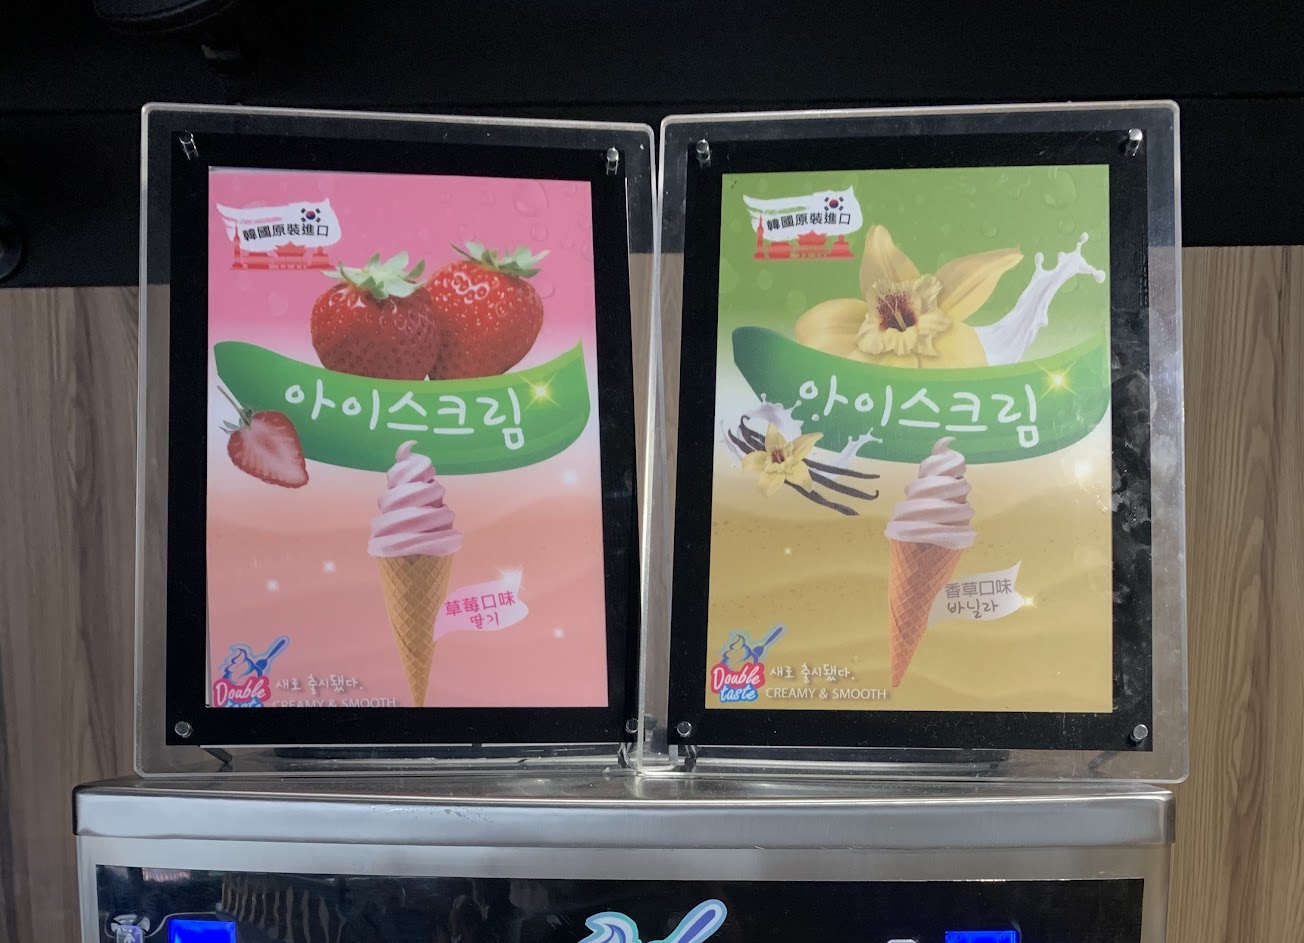 韓國原裝進口
아이스크림
草莓口味
딸기
Double
taste
새로 출시됐다.
CREAMY & SMOOTH
韓國原裝進口
아이스크림
香草口味
바닐라
Double
taste
새로 출시됐다.
CREAMY & SMOOTH